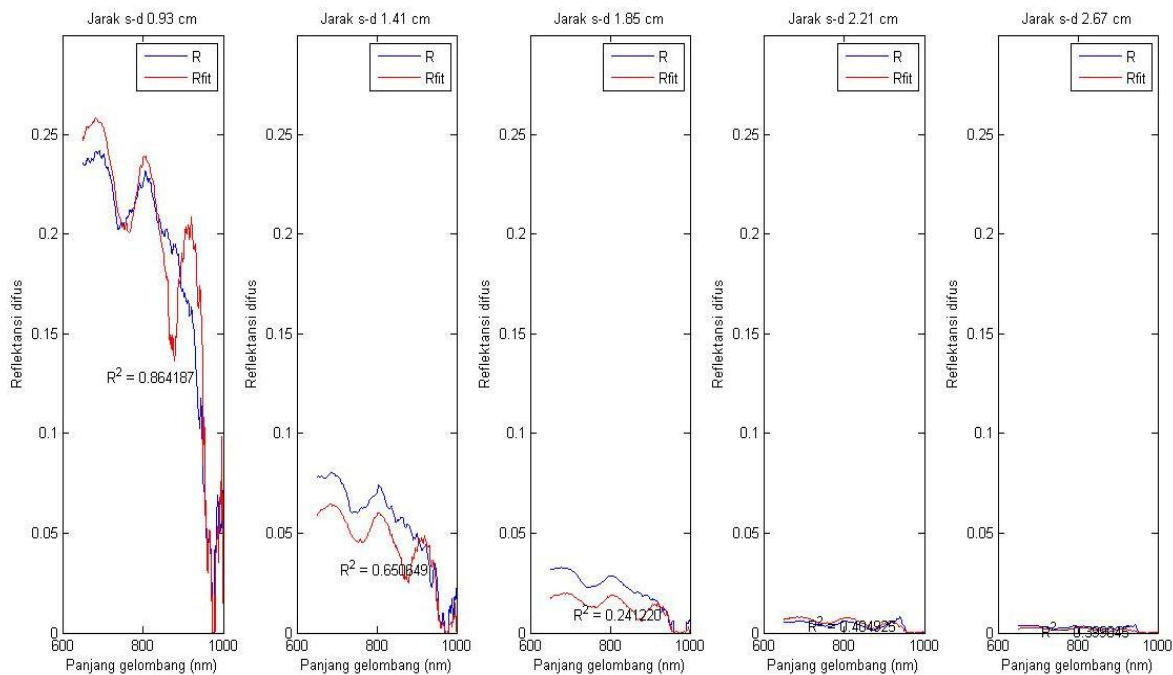 Jarak s-d 0.93 cm
R
Rfit
0.25
0.2
0.15
0.1
0.05
0
600
800
1000
R² = 0.864187
Reflektansi difus
Panjang gelombang (nm)
Jarak s-d 1.41 cm
R
Rfit
0.25
0.2
0.15
0.1
0.05
0
600
800
1000
R² = 0.650649
Reflektansi difus
Panjang gelombang (nm)
Jarak s-d 1.85 cm
R
Rfit
0.25
0.2
0.15
0.1
0.05
0
600
800
1000
R² = 0.241220
Reflektansi difus
Panjang gelombang (nm)
Jarak s-d 2.21 cm
R
Rfit
0.25
0.2
0.15
0.1
0.05
0
600
800
1000
R²
Reflektansi difus
Panjang gelombang (nm)
Jarak s-d 2.67 cm
R
Rfit
0.25
0.2
0.15
0.1
0.05
0
600
800
1000
R²
Reflektansi difus
Panjang gelombang (nm)